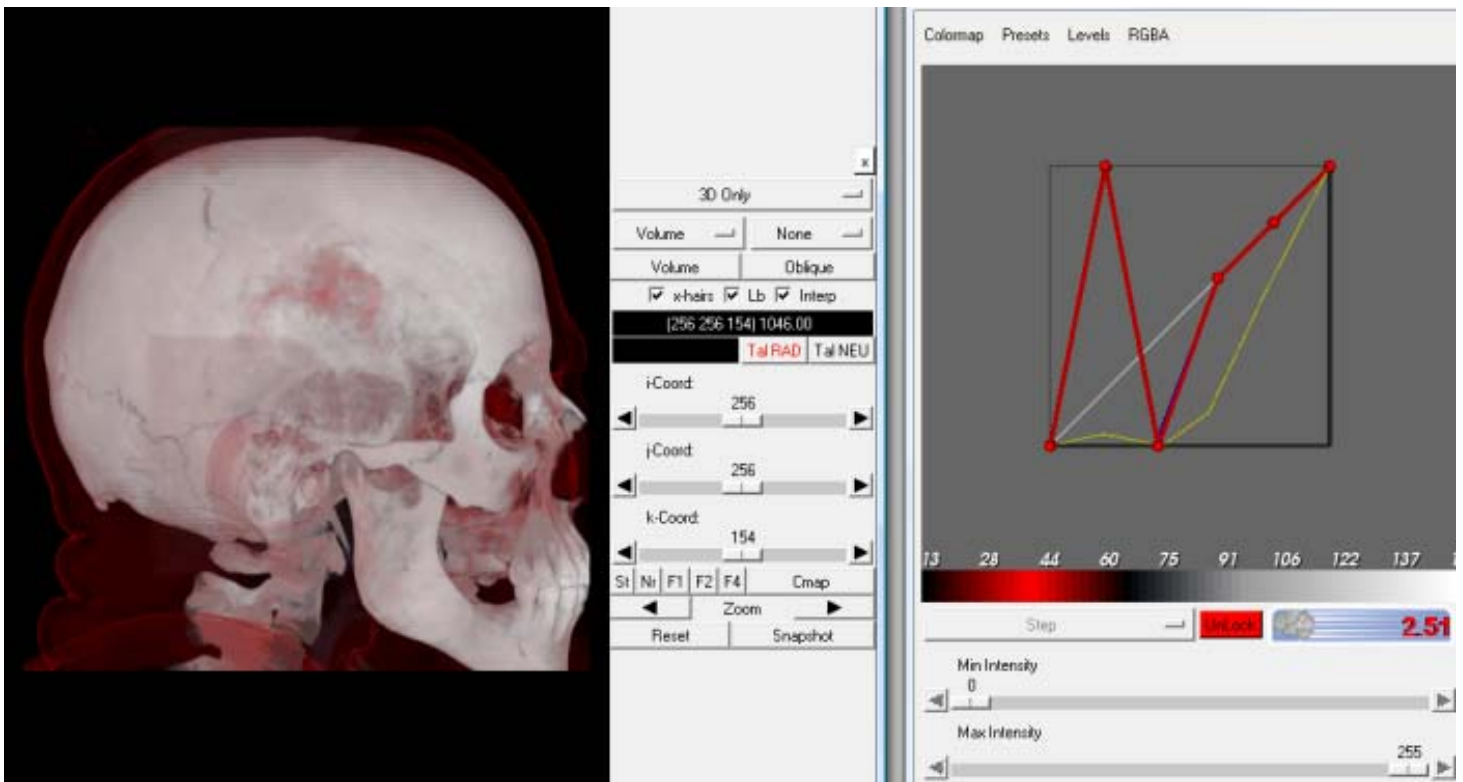 Colormap Presets Levels RGBA
x
3D Only
Volume None
Volume Oblique
x-hairs Lb Interp
(256 256 154) 1046.00
Tal RAD Tal NEU
i-Coord:
256
j-Coord:
256
k-Coord:
154
St Nr F1 F2 F4 Cmap
Zoom
Reset Snapshot
13 28 44 60 75 91 106 122 137
Step UnLock 2.51
Min Intensity
0
Max Intensity
255